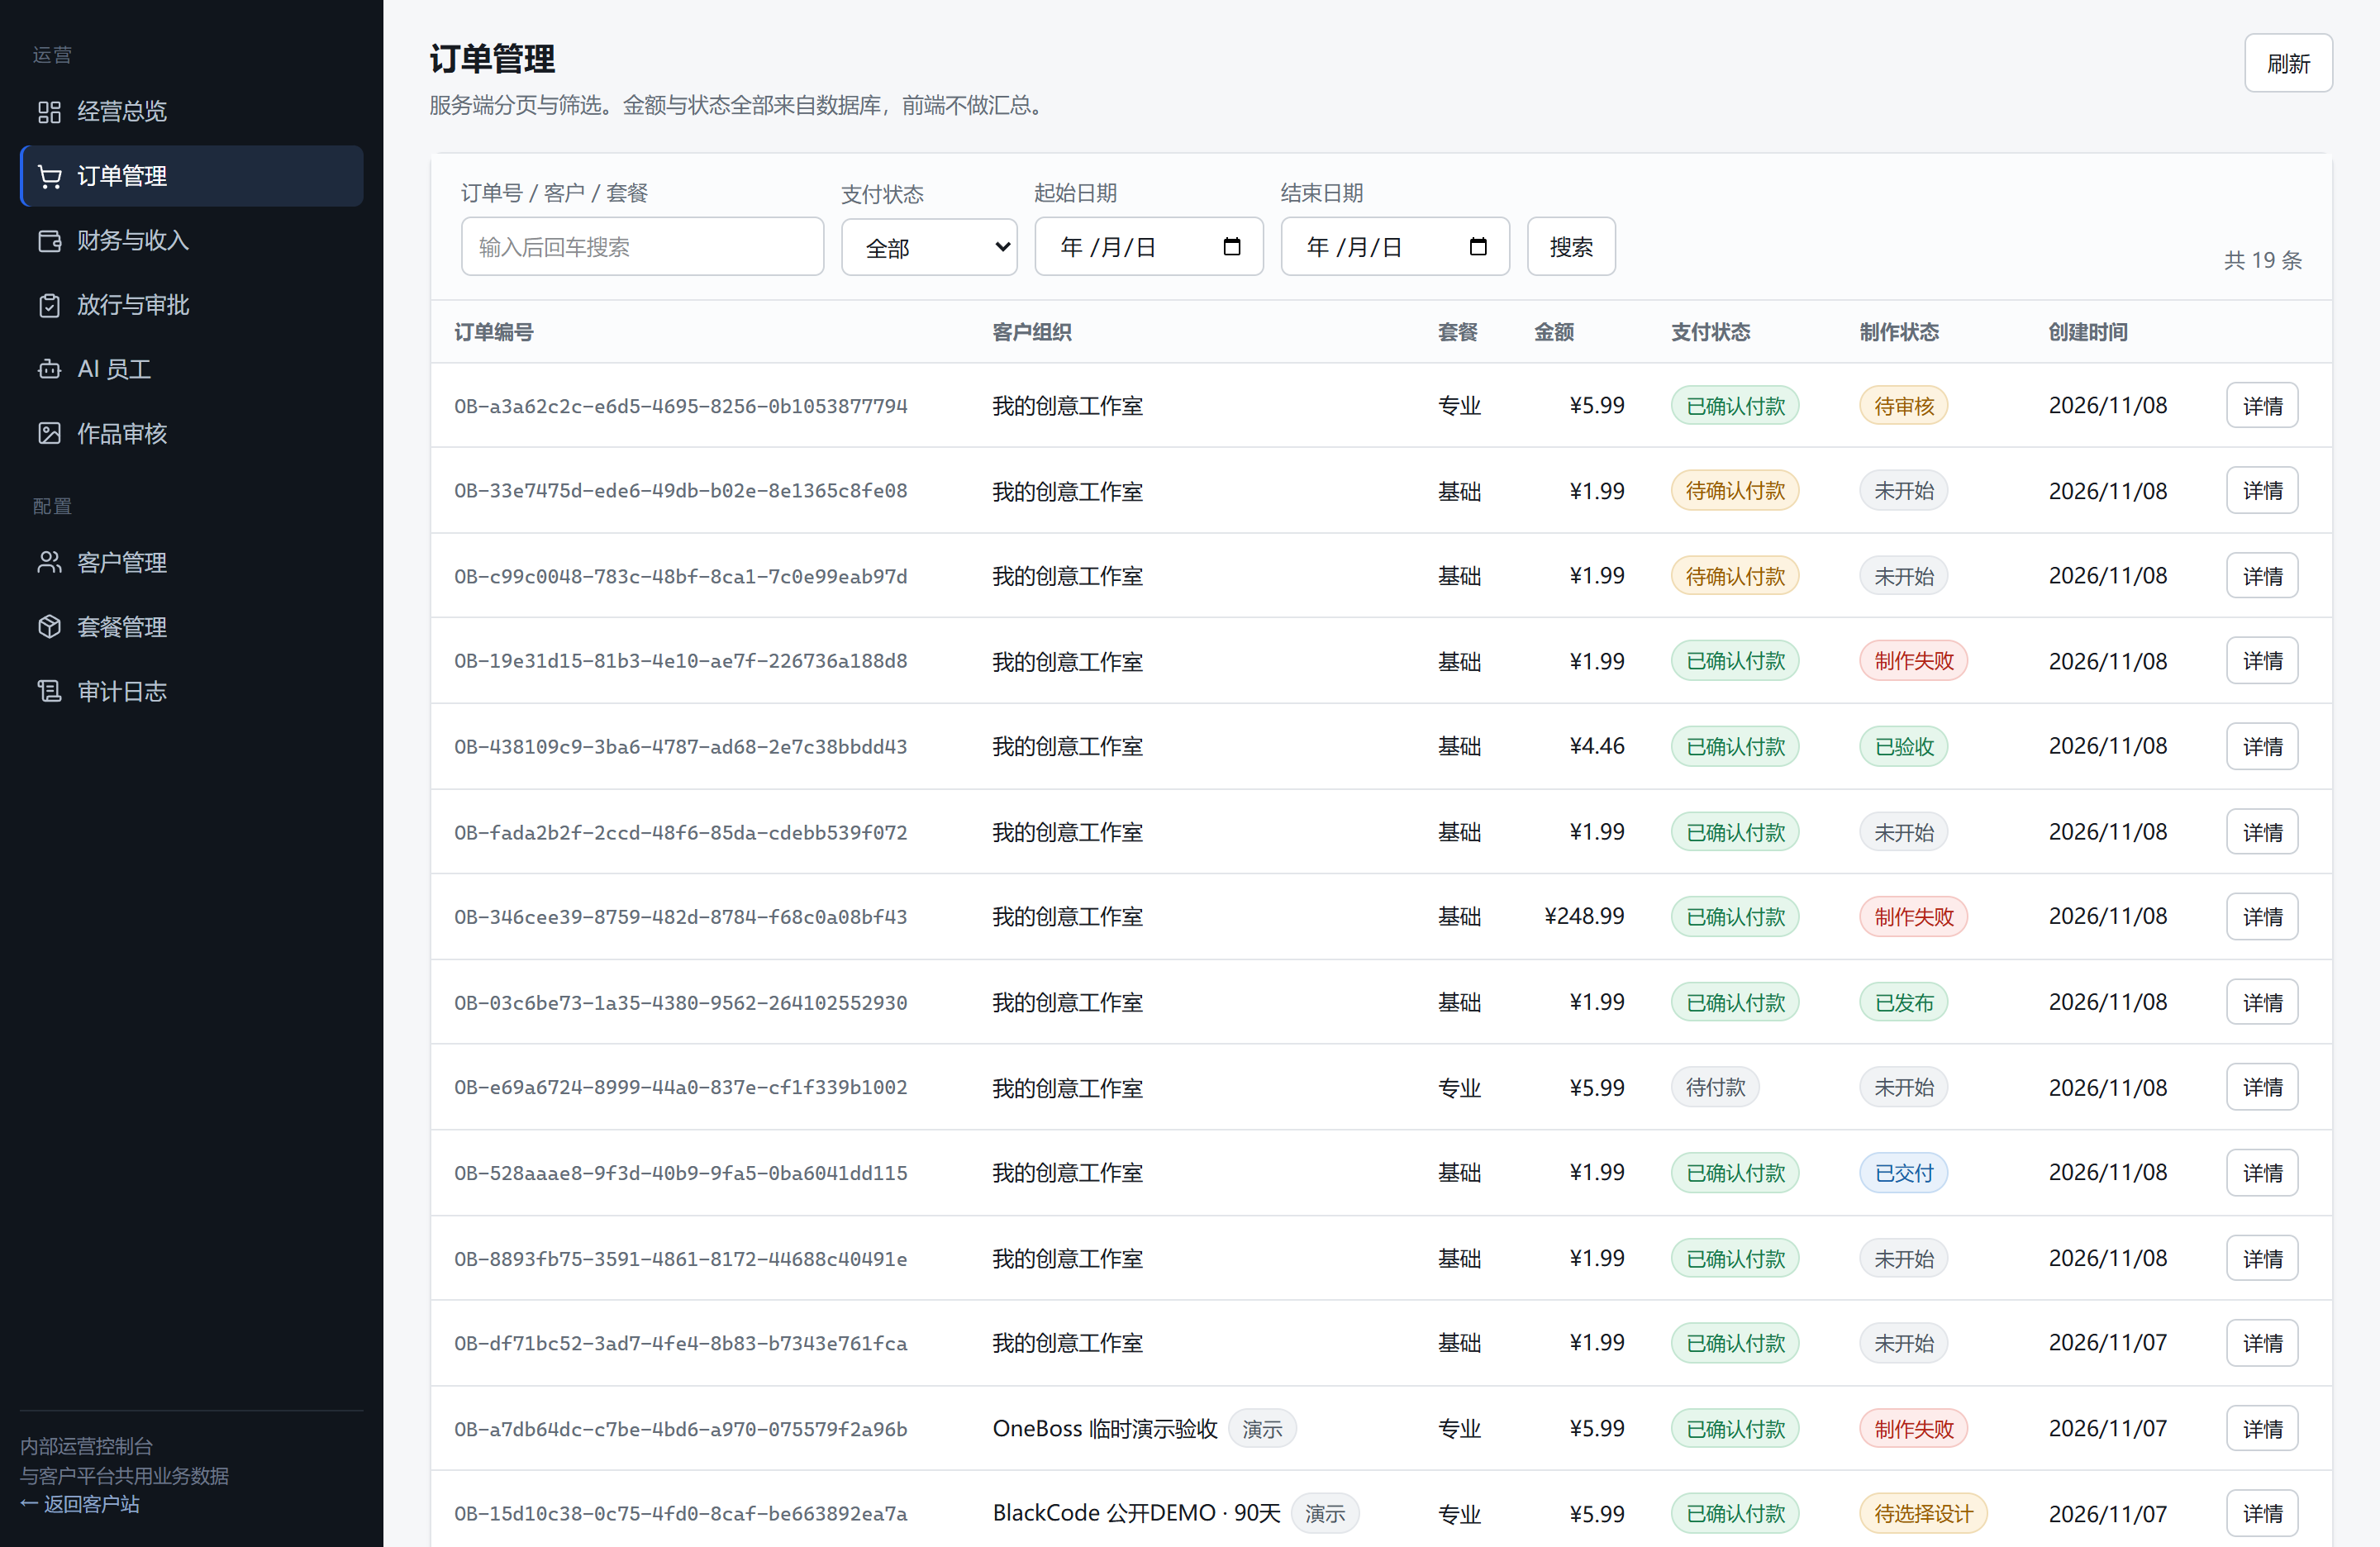 运营
经营总览
订单管理
财务与收入
放行与审批
AI 员工
作品审核
配置
客户管理
套餐管理
审计日志
内部运营控制台
与客户平台共用业务数据
← 返回客户站
订单管理
刷新
服务端分页与筛选。金额与状态全部来自数据库，前端不做汇总。
订单号 / 客户 / 套餐 支付状态 起始日期 结束日期
输入后回车搜索 全部 年 /月/日 年 /月/日 搜索 共 19 条
订单编号 客户组织 套餐 金额 支付状态 制作状态 创建时间
OB-a3a62c2c-e6d5-4695-8256-0b1053877794 我的创意工作室 专业 ¥5.99 已确认付款 待审核 2026/11/08 详情
OB-33e7475d-ede6-49db-b02e-8e1365c8fe08 我的创意工作室 基础 ¥1.99 待确认付款 未开始 2026/11/08 详情
OB-c99c0048-783c-48bf-8ca1-7c0e99eab97d 我的创意工作室 基础 ¥1.99 待确认付款 未开始 2026/11/08 详情
OB-19e31d15-81b3-4e10-ae7f-226736a188d8 我的创意工作室 基础 ¥1.99 已确认付款 制作失败 2026/11/08 详情
OB-438109c9-3ba6-4787-ad68-2e7c38bbdd43 我的创意工作室 基础 ¥4.46 已确认付款 已验收 2026/11/08 详情
OB-fada2b2f-2ccd-48f6-85da-cdebb539f072 我的创意工作室 基础 ¥1.99 已确认付款 未开始 2026/11/08 详情
OB-346cee39-8759-482d-8784-f68c0a08bf43 我的创意工作室 基础 ¥248.99 已确认付款 制作失败 2026/11/08 详情
OB-03c6be73-1a35-4380-9562-264102552930 我的创意工作室 基础 ¥1.99 已确认付款 已发布 2026/11/08 详情
OB-e69a6724-8999-44a0-837e-cf1f339b1002 我的创意工作室 专业 ¥5.99 待付款 未开始 2026/11/08 详情
OB-528aaae8-9f3d-40b9-9fa5-0ba6041dd115 我的创意工作室 基础 ¥1.99 已确认付款 已交付 2026/11/08 详情
OB-8893fb75-3591-4861-8172-44688c40491e 我的创意工作室 基础 ¥1.99 已确认付款 未开始 2026/11/08 详情
OB-df71bc52-3ad7-4fe4-8b83-b7343e761fca 我的创意工作室 基础 ¥1.99 已确认付款 未开始 2026/11/07 详情
OB-a7db64dc-c7be-4bd6-a970-075579f2a96b OneBoss 临时演示验收 演示 专业 ¥5.99 已确认付款 制作失败 2026/11/07 详情
OB-15d10c38-0c75-4fd0-8caf-be663892ea7a BlackCode 公开DEMO · 90天 演示 专业 ¥5.99 已确认付款 待选择设计 2026/11/07 详情